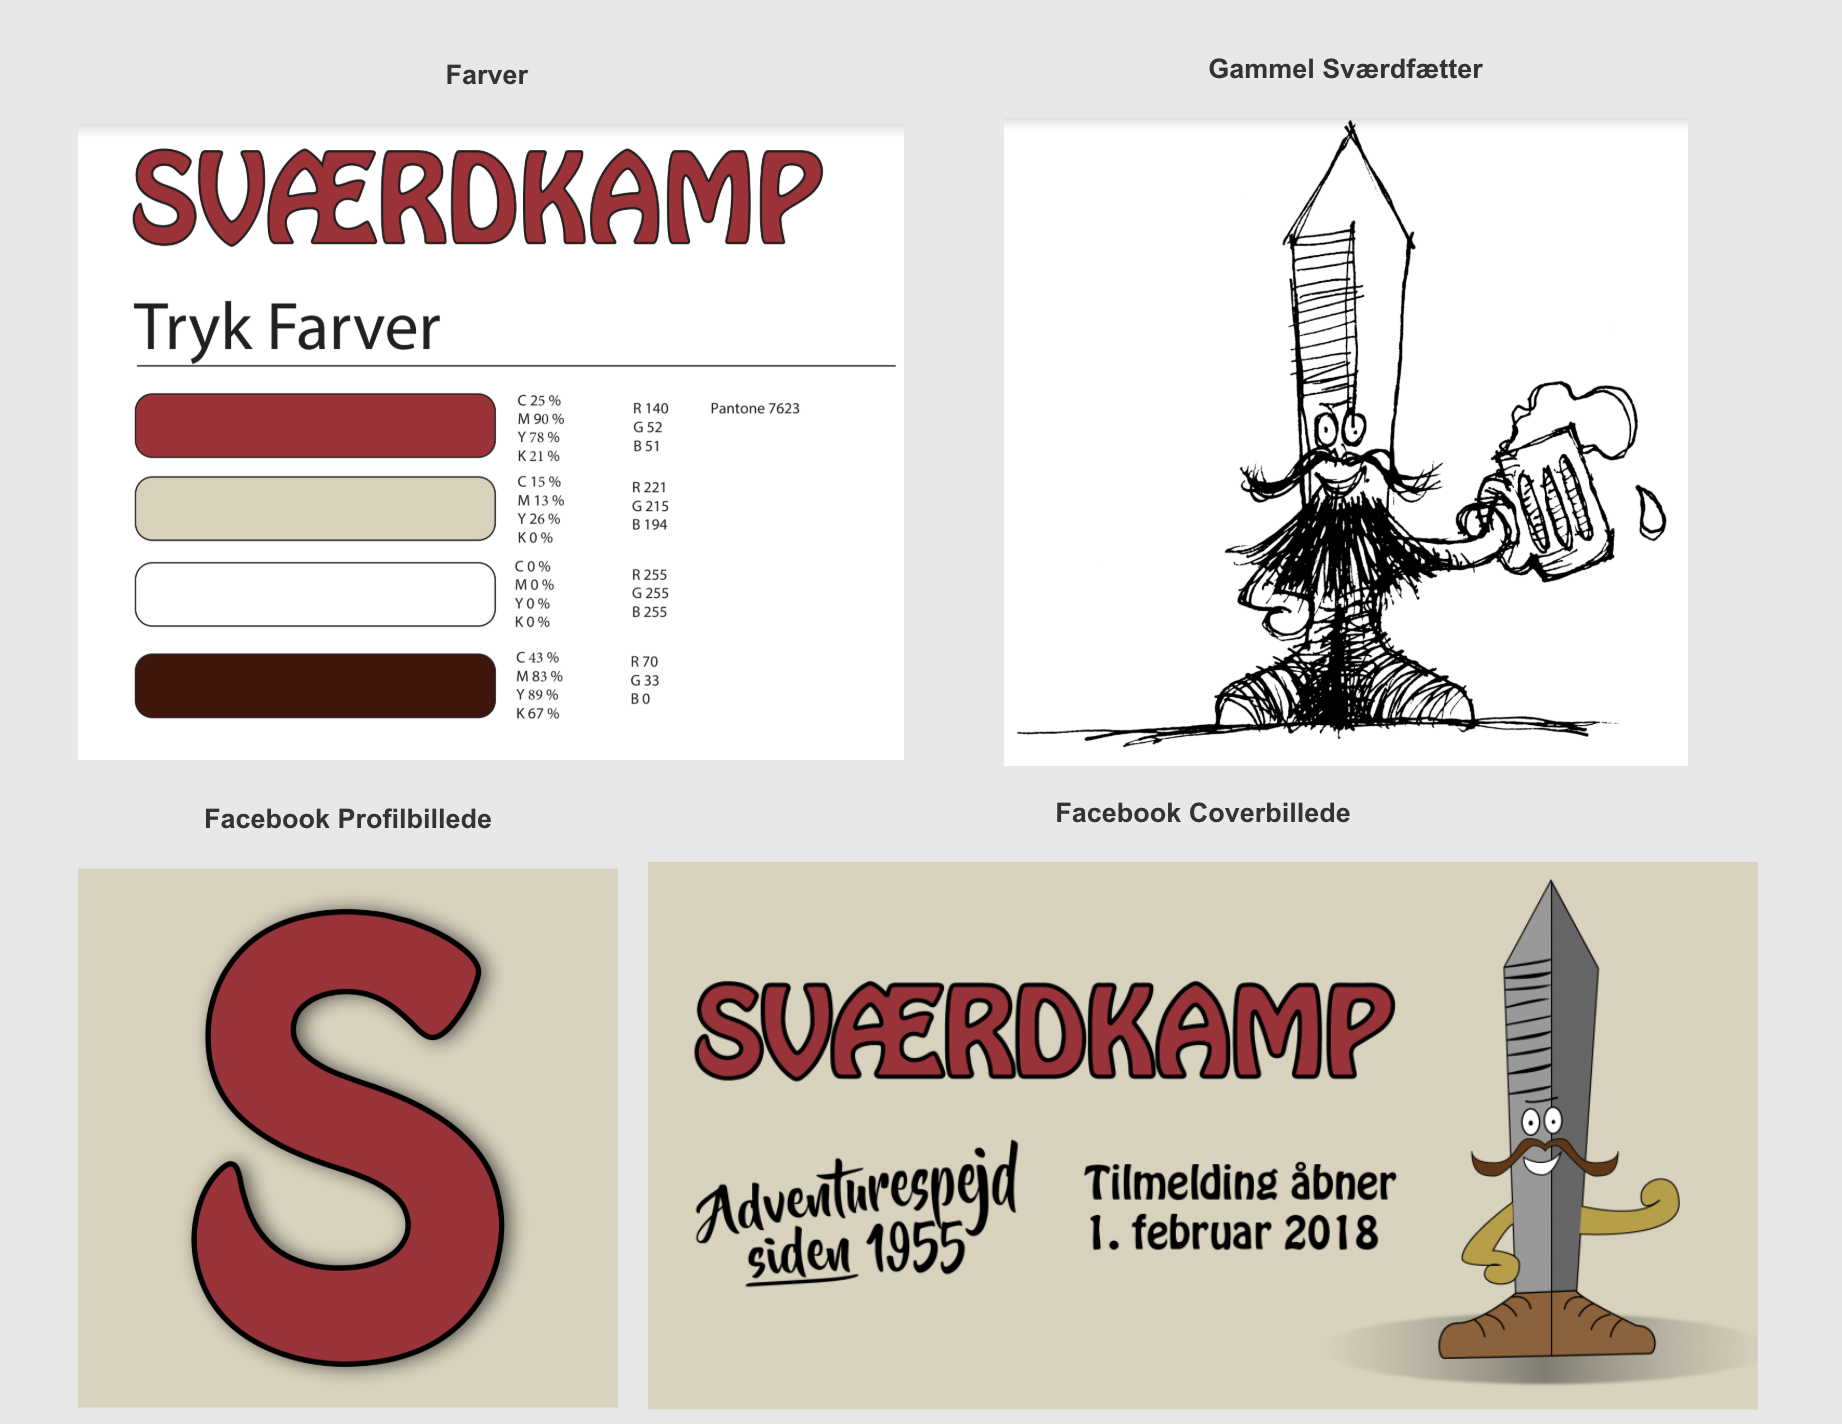 Farver
SVÆRDKAMP
Tryk Farver
C 25 %
M 90 %
Y 78 %
K 21 %
R 140
G 52
B 51
Pantone 7623
C 15 %
M 13 %
Y 26 %
K 0 %
R 221
G 215
B 194
C 0 %
M 0 %
Y 0 %
K 0 %
R 255
G 255
B 255
C 43 %
M 83 %
Y 89 %
K 67 %
R 70
G 33
B 0
Gammel Sværdfætter
Facebook Profilbillede
S
Facebook Coverbillede
SVÆRDKAMP
Adventurespejd
siden 1955
Tilmelding åbner
1. februar 2018